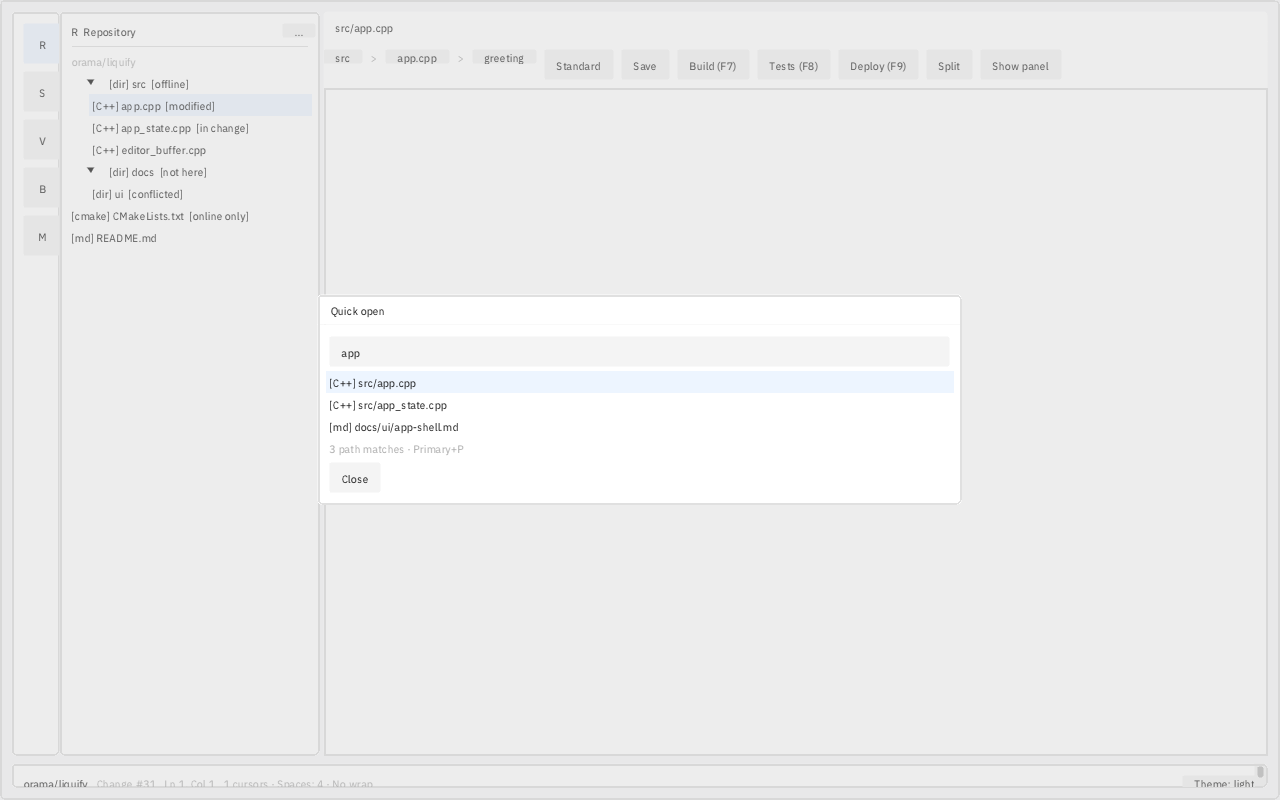 R
S
V
B
M
R Repository
...
orama/liquify
[dir] src [offline]
[C++] app.cpp [modified]
[C++] app_state.cpp [in change]
[C++] editor_buffer.cpp
[dir] docs [not here]
[dir] ui [conflicted]
[cmake] CMakeLists.txt [online only]
[md] README.md
src/app.cpp
src > app.cpp > greeting Standard Save Build (F7) Tests (F8) Deploy (F9) Split Show panel
Quick open
app
[C++] src/app.cpp
[C++] src/app_state.cpp
[md] docs/ui/app-shell.md
3 path matches · Primary+P
Close
orama/liquify Change #31 Ln 1, Col 1 1 cursors · Spaces: 4 · No wrap Theme: light